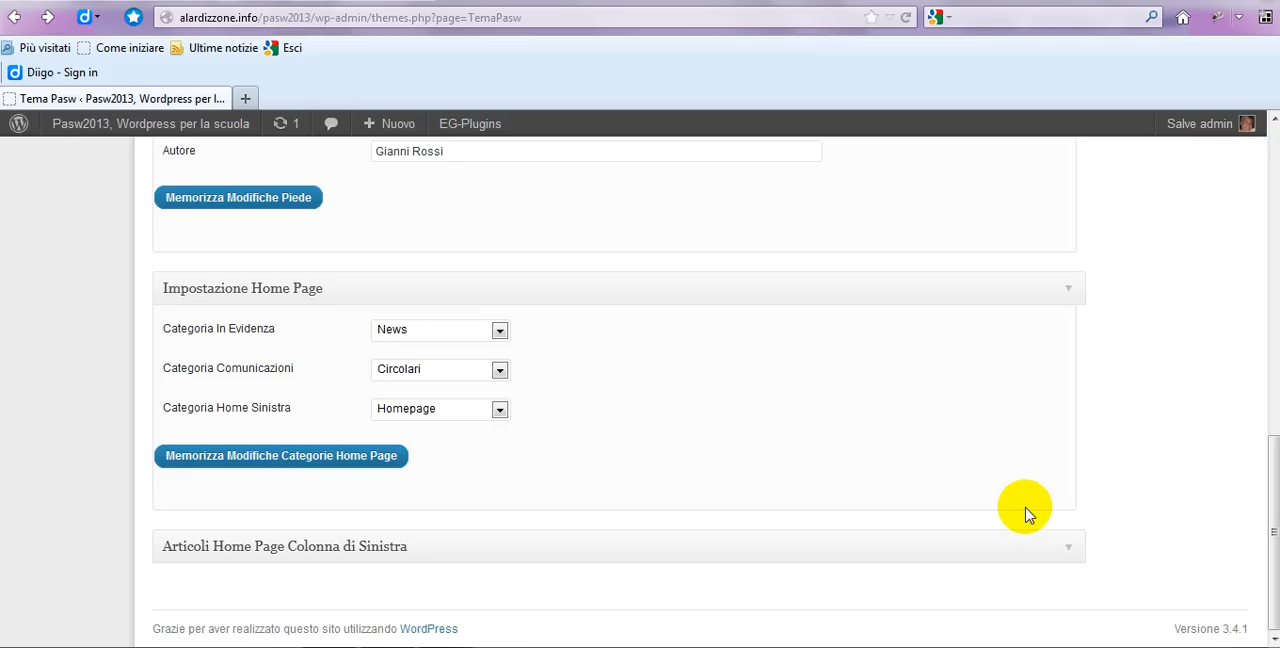 alardizzone.info/pasw2013/wp-admin/themes.php?page=TemaPasw
Più visitati Come iniziare Ultime notizie Esci
Diigo - Sign in
Tema Pasw ‹ Pasw2013, Wordpress per l...
Pasw2013, Wordpress per la scuola 1 Nuovo EG-Plugins Salve admin
Autore Gianni Rossi
Memorizza Modifiche Piede
Impostazione Home Page
Categoria In Evidenza News
Categoria Comunicazioni Circolari
Categoria Home Sinistra Homepage
Memorizza Modifiche Categorie Home Page
Articoli Home Page Colonna di Sinistra
Grazie per aver realizzato questo sito utilizzando WordPress Versione 3.4.1